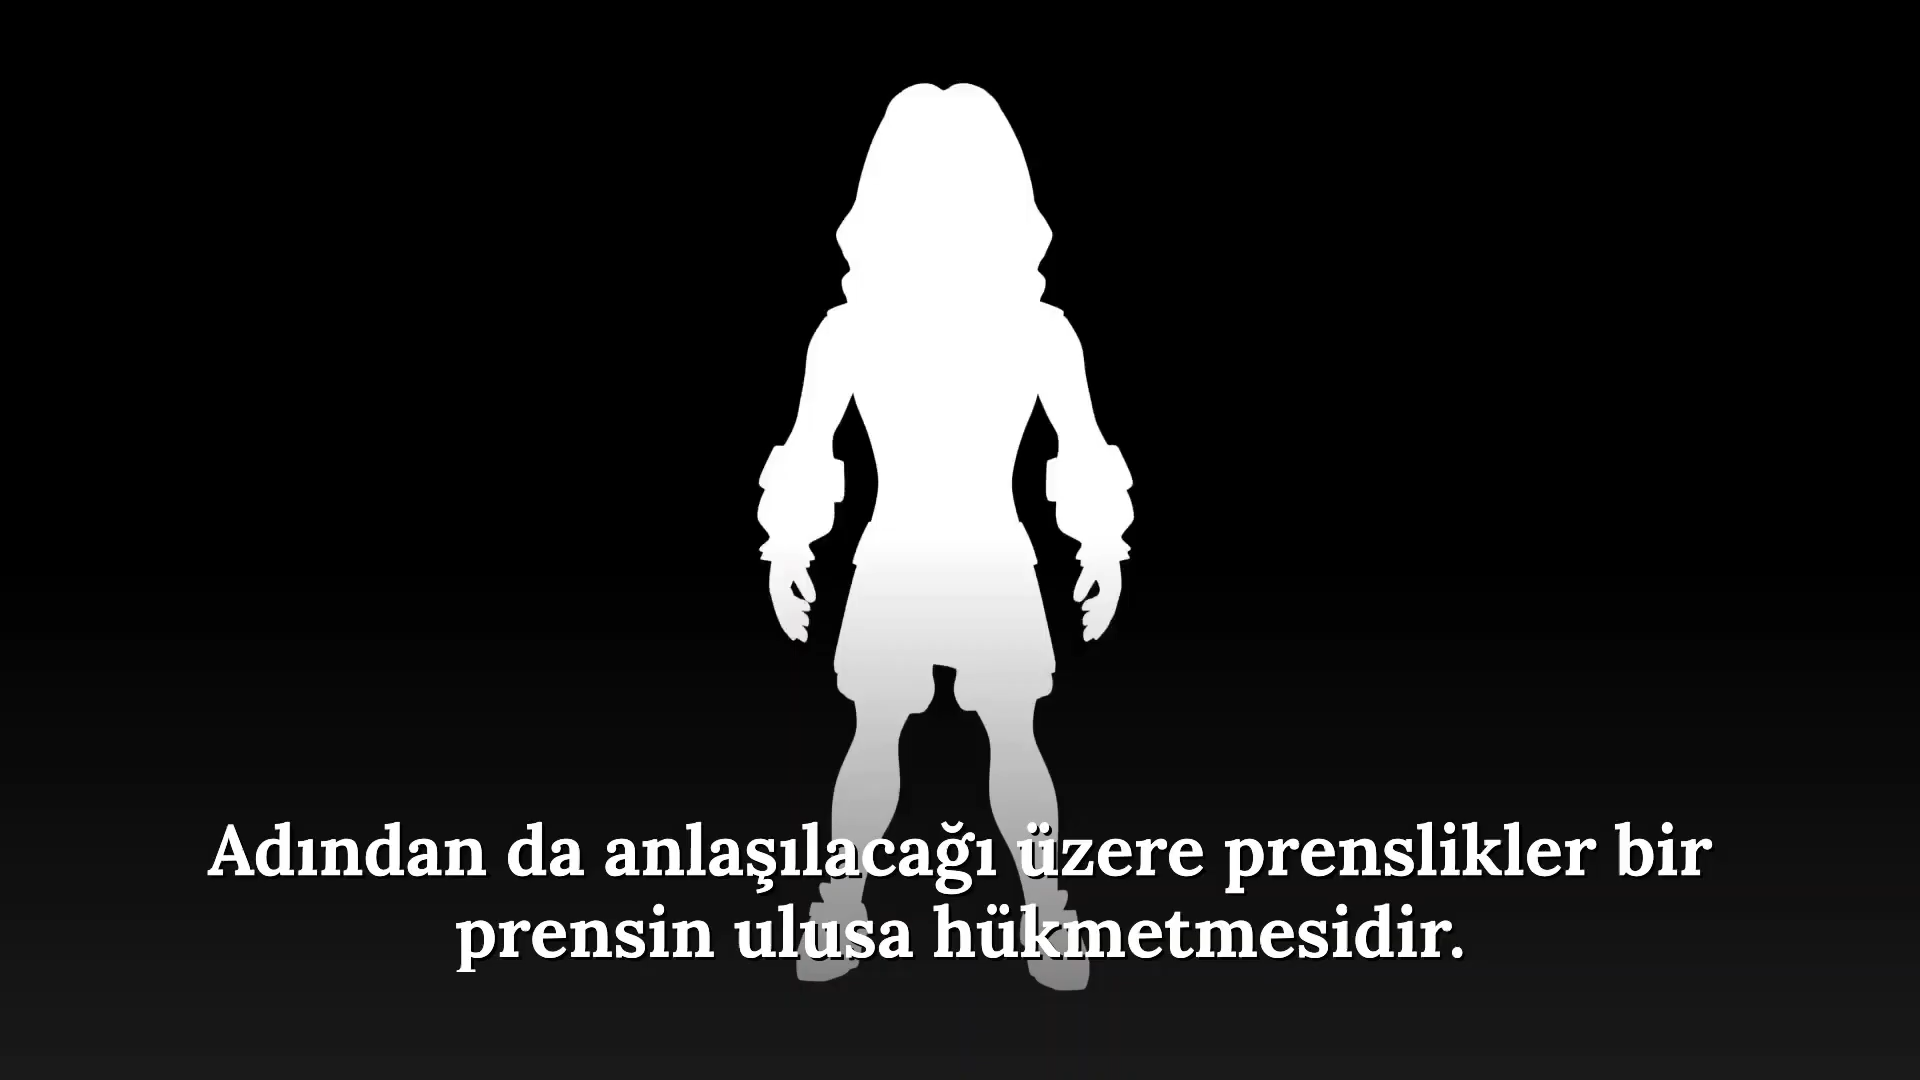 Adından da anlaşılacağı üzere prenslikler bir
prensin ulusa hükmetmesidir.